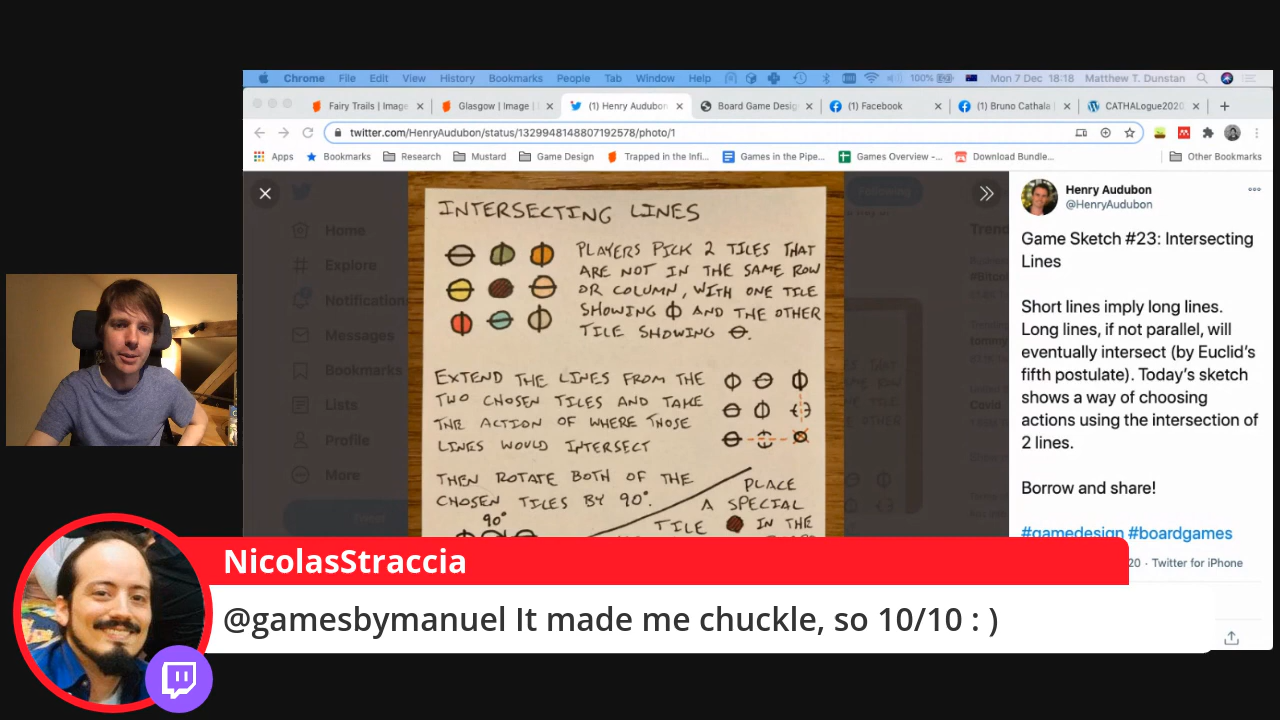 Chrome File Edit View History Bookmarks People Tab Window Help 100% Mon 7 Dec 18:18 Matthew T. Dunstan
Fairy Trails | Image Glasgow | Image | (1) Henry Audubon Board Game Desig (1) Facebook (1) Bruno Cathala CATHALogue2020
twitter.com/HenryAudubon/status/1329948148807192578/photo/1
Apps Bookmarks Research Mustard Game Design Trapped in the Infi... Games in the Pipe... Games Overview -... Download Bundle... Other Bookmarks
Home
Explore
Notifications
Messages
Bookmarks
Lists
Profile
More
INTERSECTING LINES
PLAYERS PICK 2 TILES THAT
ARE NOT IN THE SAME ROW
OR COLUMN, WITH ONE TILE
SHOWING AND THE OTHER
TILE SHOWING .
EXTEND THE LINES FROM THE
TWO CHOSEN TILES AND TAKE
THE ACTION OF WHERE THOSE
LINES WOULD INTERSECT
THEN ROTATE BOTH OF THE
CHOSEN TILES BY 90°.
90°
PLACE
A SPECIAL
TILE IN THE
Henry Audubon
@HenryAudubon
Game Sketch #23: Intersecting
Lines
Short lines imply long lines.
Long lines, if not parallel, will
eventually intersect (by Euclid's
fifth postulate). Today's sketch
shows a way of choosing
actions using the intersection of
2 lines.
Borrow and share!
#gamedesign #boardgames
20 · Twitter for iPhone
NicolasStraccia
@gamesbymanuel It made me chuckle, so 10/10 : )